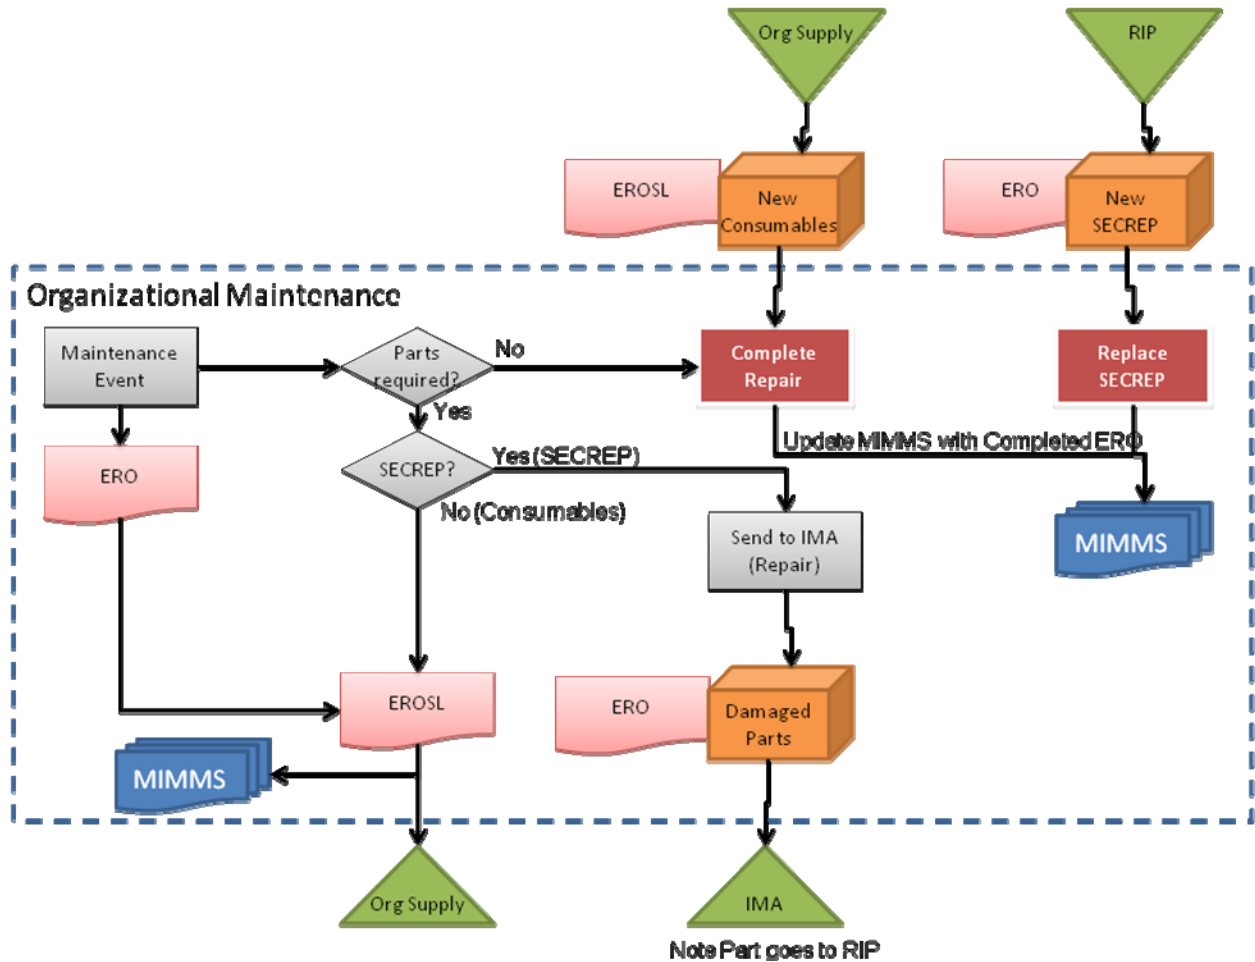 Org Supply
RIP
EROSL
New
Consumables
ERO
New
SECREP
Organizational Maintenance
Maintenance
Event
Parts
required?
No
Complete
Repair
Replace
SECREP
Yes
Update MIMMS with Completed ERO
ERO
SECREP?
Yes (SECREP)
No (Consumables)
Send to IMA
(Repair)
MIMMS
EROSL
ERO
Damaged
Parts
MIMMS
Org Supply
IMA
Note Part goes to RIP